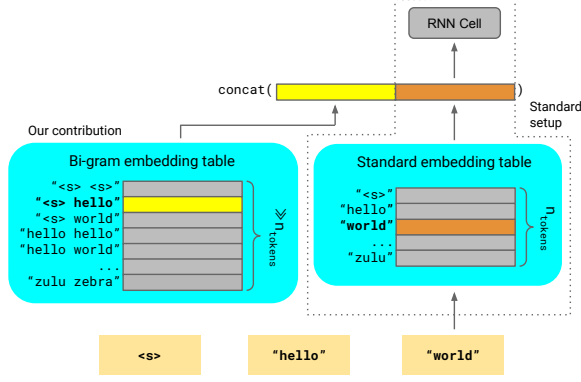 RNN Cell
concat(
)
Standard
setup
Our contribution
Bi-gram embedding table
"<s> <s>"
"<s> hello"
"<s> world"
"hello hello"
"hello world"
...
"zulu zebra"
≫n tokens
Standard embedding table
"<s>"
"hello"
"world"
...
"zulu"
n tokens
<s>
"hello"
"world"